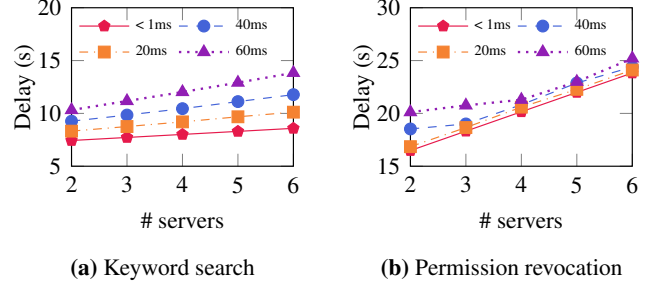 < 1ms 40ms
20ms 60ms
Delay (s)
20
15
10
5
2 3 4 5 6
# servers
(a) Keyword search
< 1ms 40ms
20ms 60ms
Delay (s)
30
25
20
15
2 3 4 5 6
# servers
(b) Permission revocation